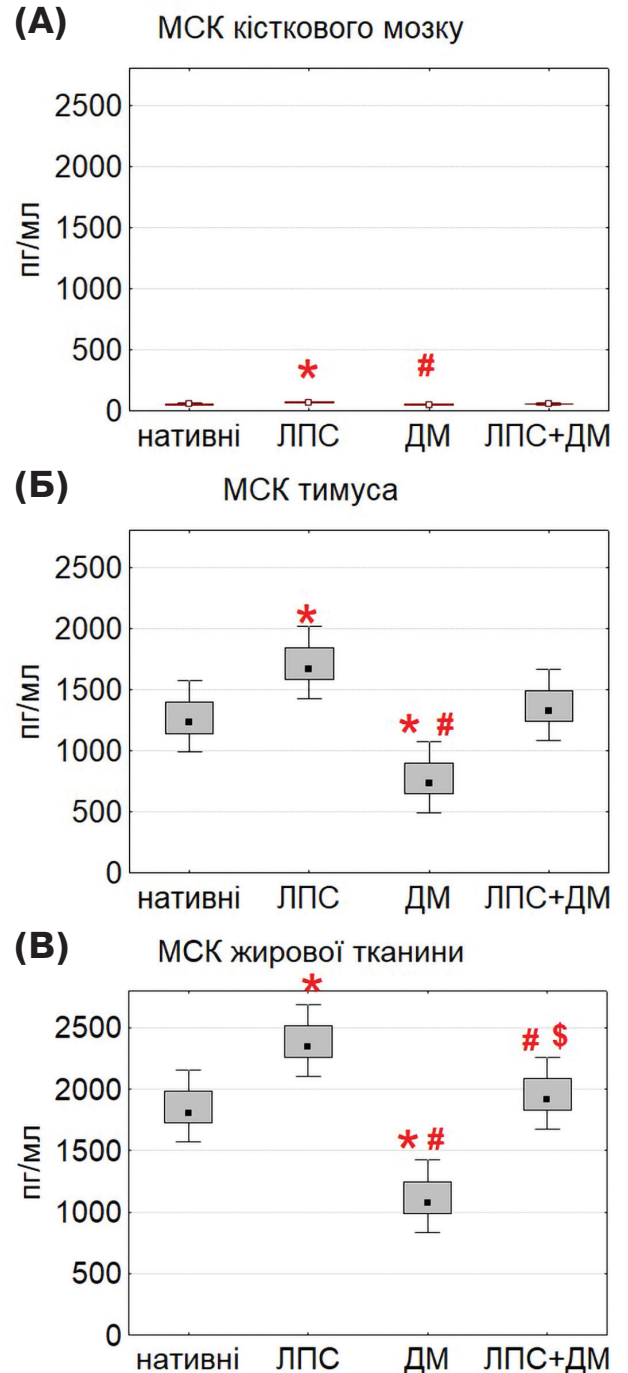 (А) МСК кісткового мозку
2500
2000
1500
1000
500
0
пг/мл
* #
нативні ЛПС ДМ ЛПС+ДМ
(Б) МСК тимуса
2500
2000
1500
1000
500
0
пг/мл
*
* #
нативні ЛПС ДМ ЛПС+ДМ
(В) МСК жирової тканини
2500
2000
1500
1000
500
0
пг/мл
*
# $
* #
нативні ЛПС ДМ ЛПС+ДМ